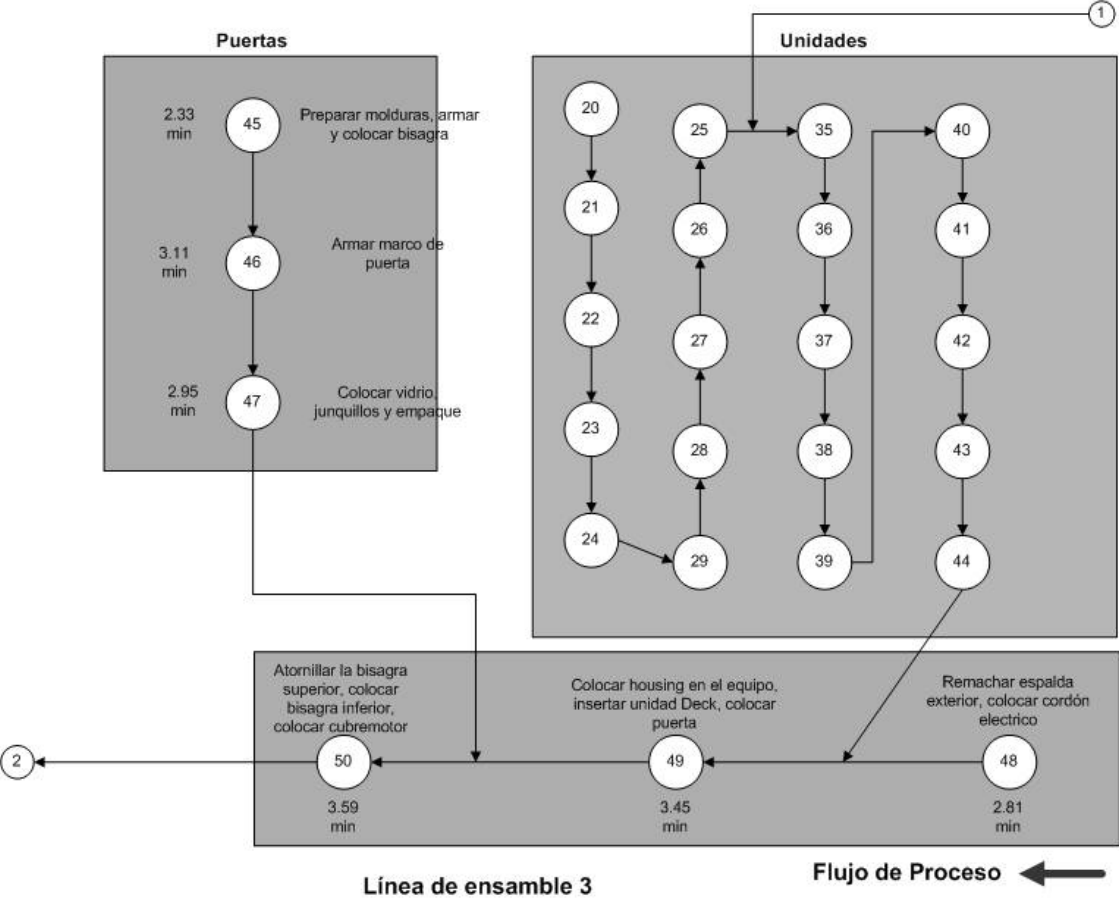 1
Puertas
Unidades
2.33
min
45
Preparar molduras, armar
y colocar bisagra
3.11
min
46
Armar marco de
puerta
2.95
min
47
Colocar vidrio,
junquillos y empaque
20
21
22
23
24
25
26
27
28
29
35
36
37
38
39
40
41
42
43
44
Atornillar la bisagra
superior, colocar
bisagra inferior,
colocar cubremotor
50
3.59
min
Colocar housing en el equipo,
insertar unidad Deck, colocar
puerta
49
3.45
min
Remachar espalda
exterior, colocar cordón
electrico
48
2.81
min
2
Línea de ensamble 3
Flujo de Proceso